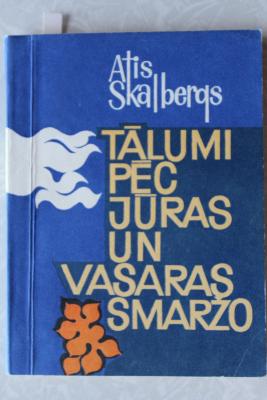 Atis
Skalbergs
TĀLUMI
PĒC
JŪRAS
UN
VASARAS
SMARŽO